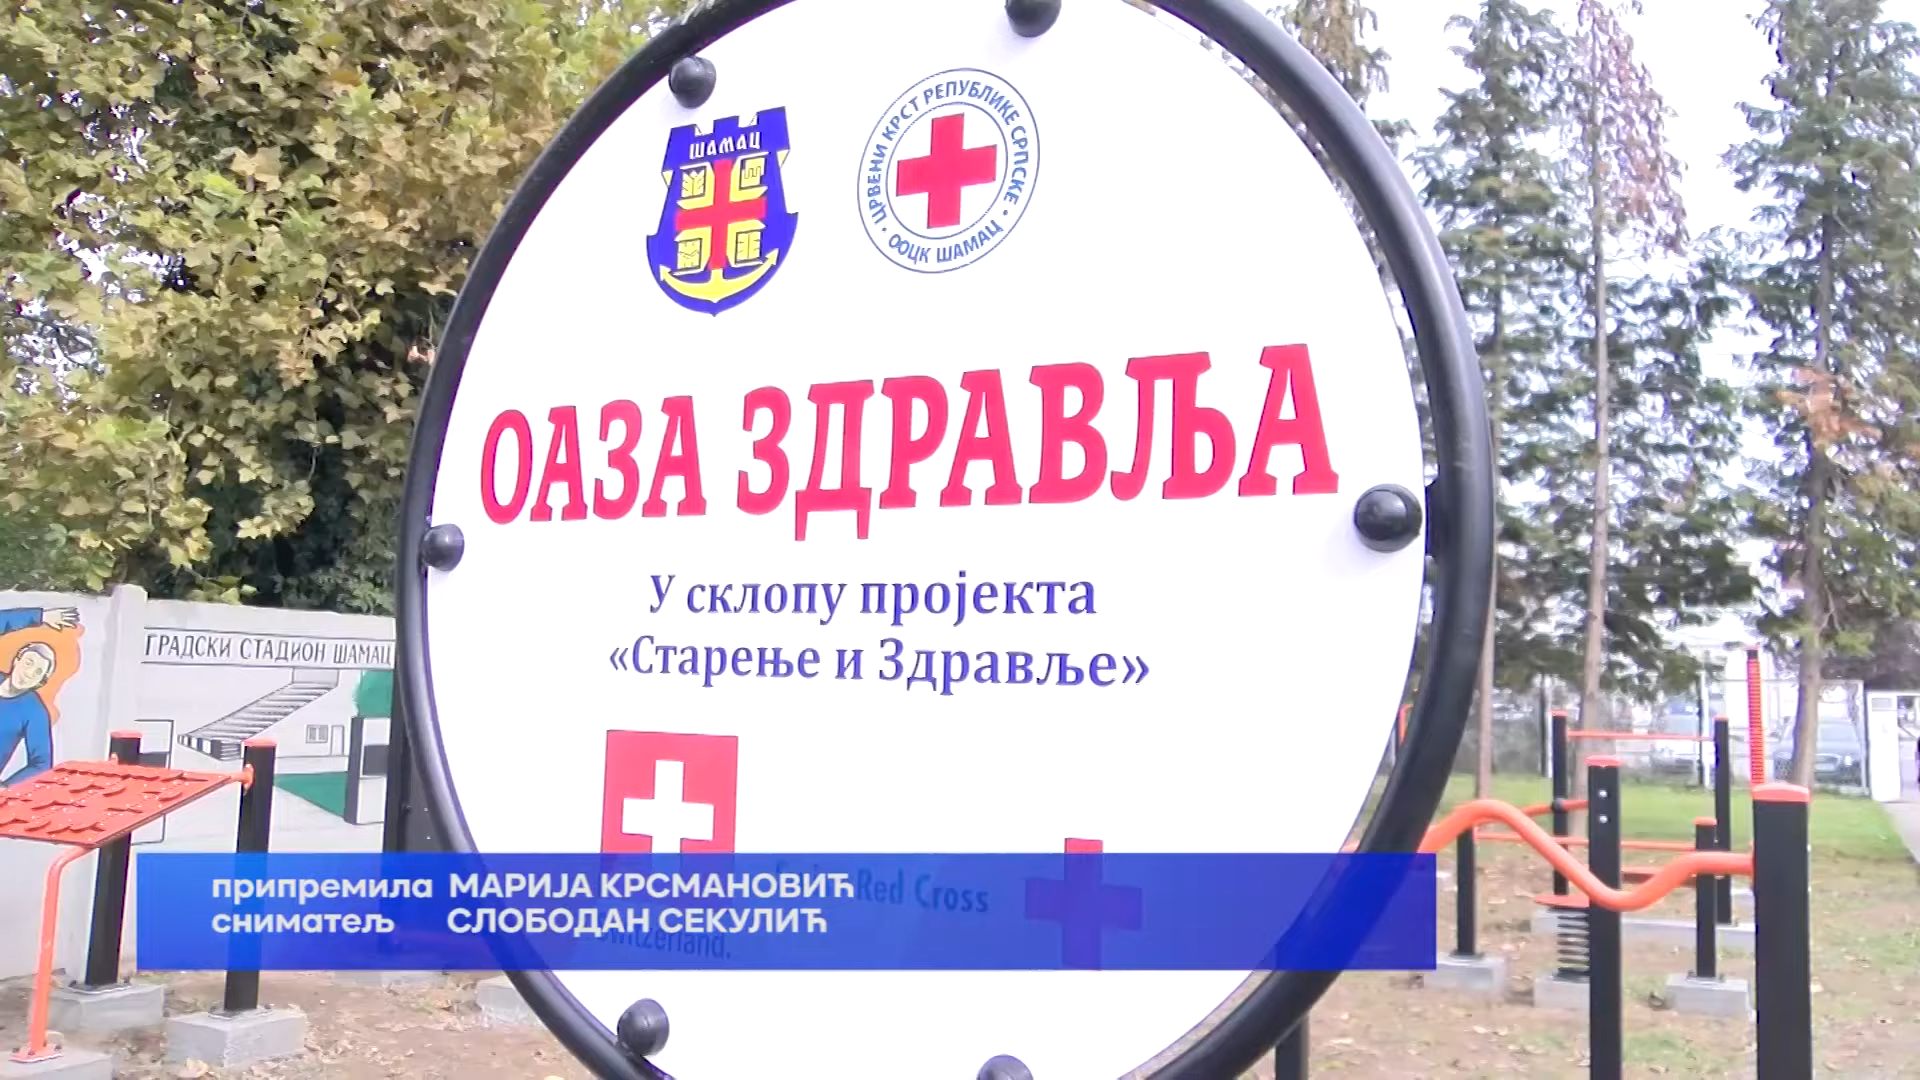 ШАМАЦ
ЦРВЕНИ КРСТ РЕПУБЛИКЕ СРПСКЕ
• ООЦК ШАМАЦ •
ОАЗА ЗДРАВЉА
У склопу пројекта
«Старење и Здравље»
ГРАДСКИ СТАДИОН ШАМАЦ
Red Cross
Switzerland.
припремила МАРИЈА КРСМАНОВИЋ
сниматељ СЛОБОДАН СЕКУЛИЋ